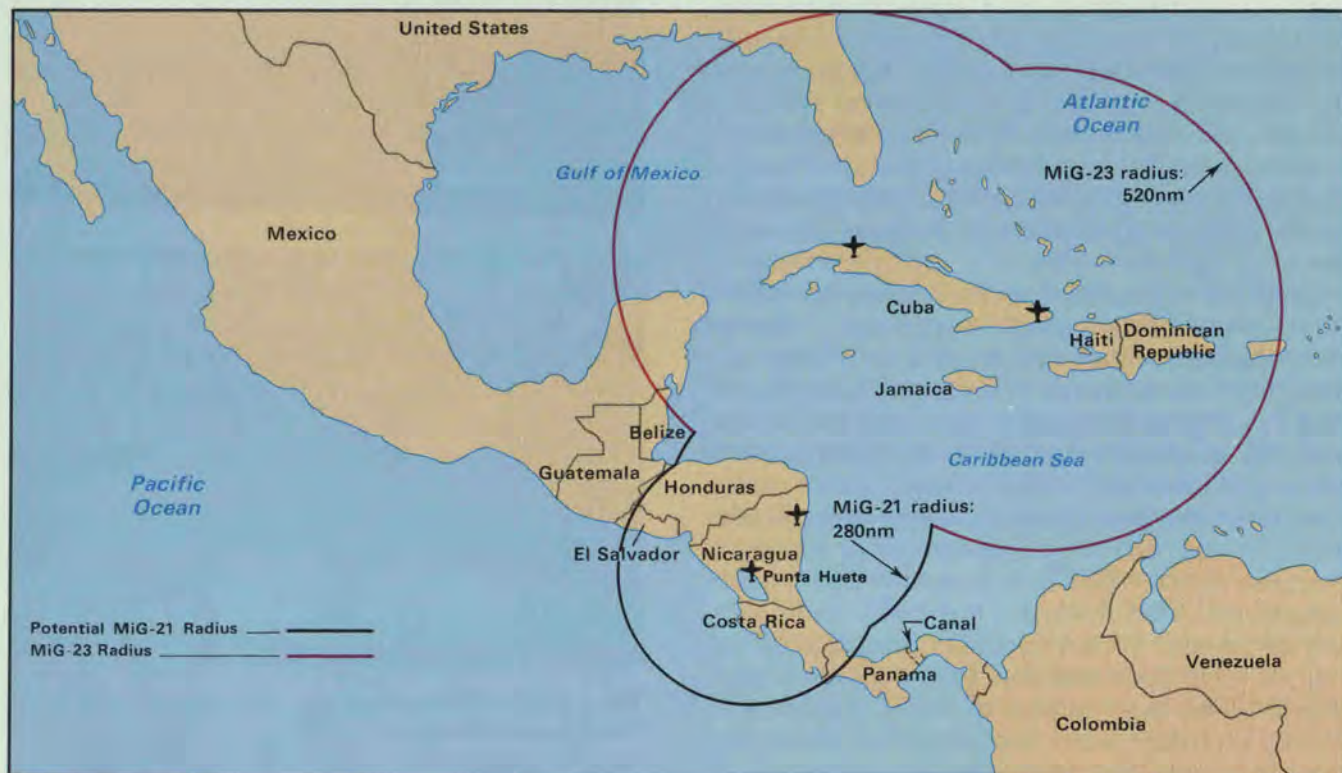 United States
Atlantic
Ocean
Gulf of Mexico
MiG-23 radius:
520nm
Mexico
Cuba
Haiti
Dominican
Republic
Jamaica
Belize
Caribbean Sea
Guatemala
Honduras
Pacific
Ocean
MiG-21 radius:
280nm
El Salvador
Nicaragua
Punta Huete
Costa Rica
Canal
Potential MiG-21 Radius
MiG-23 Radius
Panama
Venezuela
Colombia